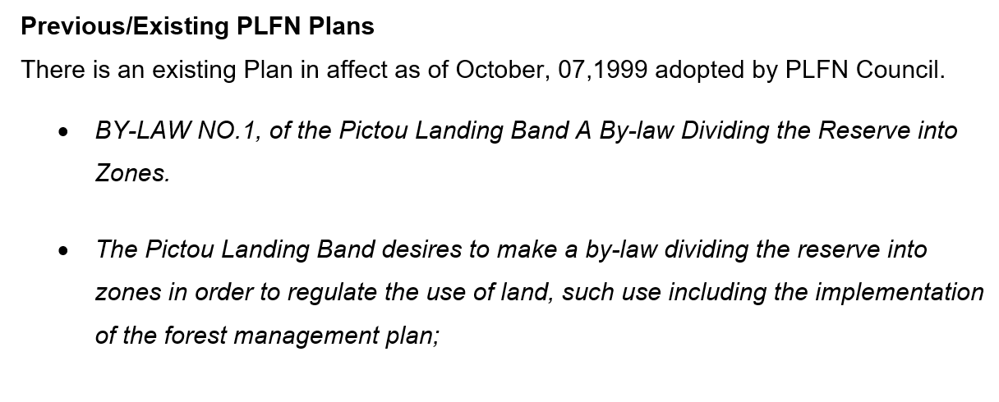 Previous/Existing PLFN Plans
There is an existing Plan in affect as of October, 07,1999 adopted by PLFN Council.
• BY-LAW NO.1, of the Pictou Landing Band A By-law Dividing the Reserve into
Zones.
• The Pictou Landing Band desires to make a by-law dividing the reserve into
zones in order to regulate the use of land, such use including the implementation
of the forest management plan;